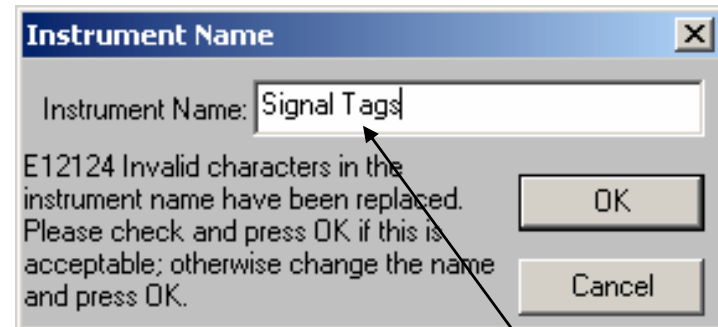 Instrument Name
Instrument Name: Signal Tags
E12124 Invalid characters in the
instrument name have been replaced.
Please check and press OK if this is
acceptable; otherwise change the name
and press OK.
OK
Cancel